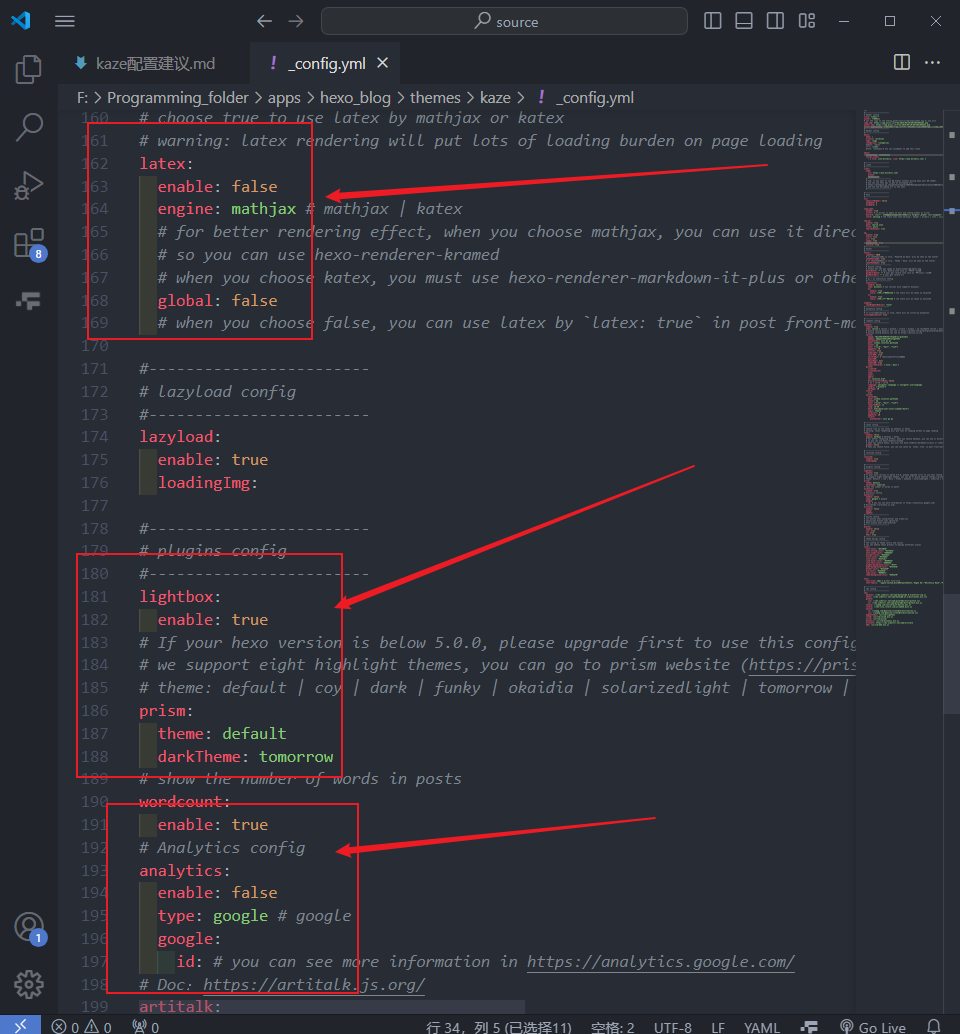 source
kaze配置建议.md
! _config.yml
F: > Programming_folder > apps > hexo_blog > themes > kaze > ! _config.yml
160 # choose true to use latex by mathjax or katex
161 # warning: latex rendering will put lots of loading burden on page loading
162 latex:
163 enable: false
164 engine: mathjax # mathjax | katex
165 # for better rendering effect, when you choose mathjax, you can use it direc
166 # so you can use hexo-renderer-kramed
167 # when you choose katex, you must use hexo-renderer-markdown-it-plus or othe
168 global: false
169 # when you choose false, you can use latex by `latex: true` in post front-ma
170
171 #------------------------
172 # lazyload config
173 #------------------------
174 lazyload:
175 enable: true
176 loadingImg:
177
178 #------------------------
179 # plugins config
180 #------------------------
181 lightbox:
182 enable: true
183 # If your hexo version is below 5.0.0, please upgrade first to use this config
184 # we support eight highlight themes, you can go to prism website (https://pris
185 # theme: default | coy | dark | funky | okaidia | solarizedlight | tomorrow |
186 prism:
187 theme: default
188 darkTheme: tomorrow
189 # show the number of words in posts
190 wordcount:
191 enable: true
192 # Analytics config
193 analytics:
194 enable: false
195 type: google # google
196 google:
197 id: # you can see more information in https://analytics.google.com/
198 # Doc: https://artitalk.js.org/
199 artitalk:
8
1
0 0 0 行 34，列 5 (已选择11) 空格: 2 UTF-8 LF YAML Go Live